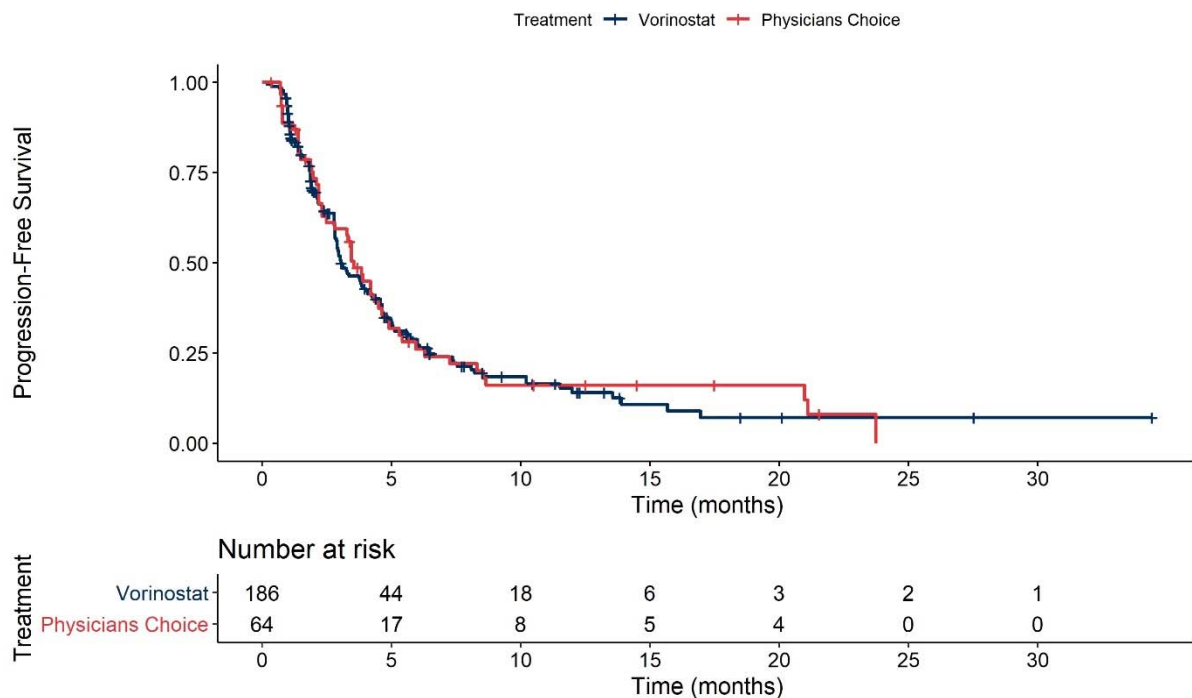 Treatment Vorinostat Physicians Choice
Progression-Free Survival
1.00
0.75
0.50
0.25
0.00
0 5 10 15 20 25 30
Time (months)
Number at risk
Treatment
Vorinostat 186 44 18 6 3 2 1
Physicians Choice 64 17 8 5 4 0 0
0 5 10 15 20 25 30
Time (months)